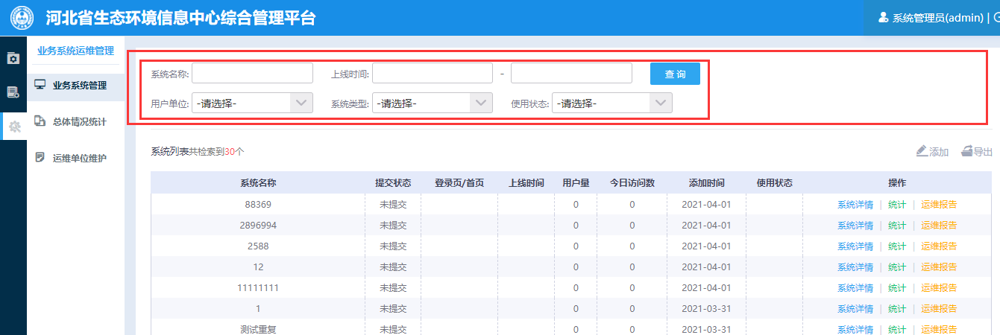 河北省生态环境信息中心综合管理平台
系统管理员(admin) |
业务系统运维管理
业务系统管理
总体情况统计
运维单位维护
系统名称: 上线时间: - 查 询
用户单位: -请选择- 系统类型: -请选择- 使用状态: -请选择-
系统列表共检索到30个 添加 导出
系统名称 提交状态 登录页/首页 上线时间 用户量 今日访问数 添加时间 使用状态 操作
88369 未提交 0 0 2021-04-01 系统详情 | 统计 | 运维报告
2896994 未提交 0 0 2021-04-01 系统详情 | 统计 | 运维报告
2588 未提交 0 0 2021-04-01 系统详情 | 统计 | 运维报告
12 未提交 0 0 2021-04-01 系统详情 | 统计 | 运维报告
11111111 未提交 0 0 2021-04-01 系统详情 | 统计 | 运维报告
1 未提交 0 0 2021-03-31 系统详情 | 统计 | 运维报告
测试重复 未提交 0 0 2021-03-31 系统详情 | 统计 | 运维报告